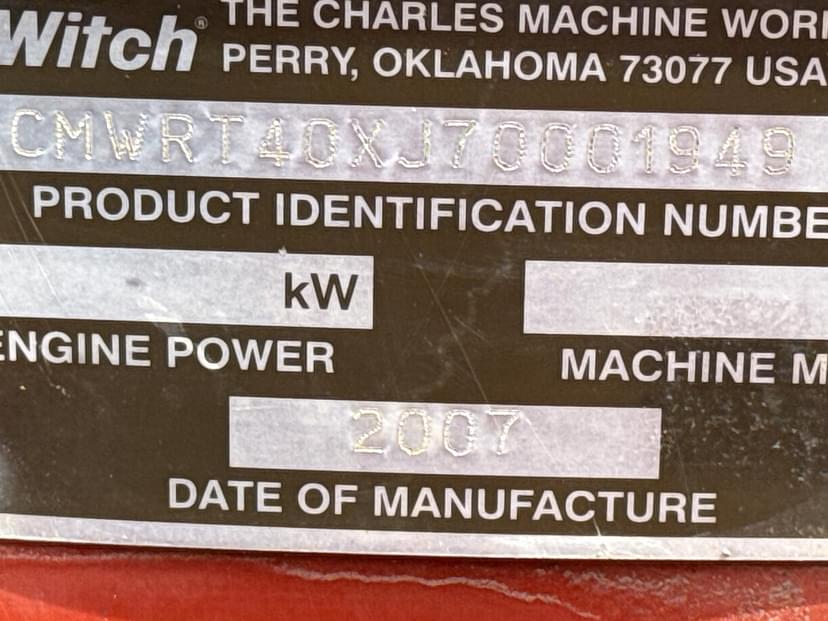 Witch® THE CHARLES MACHINE WOR
PERRY, OKLAHOMA 73077 USA
CMWRT40XJ70001949
PRODUCT IDENTIFICATION NUMBE
kW
ENGINE POWER
MACHINE M
2007
DATE OF MANUFACTURE